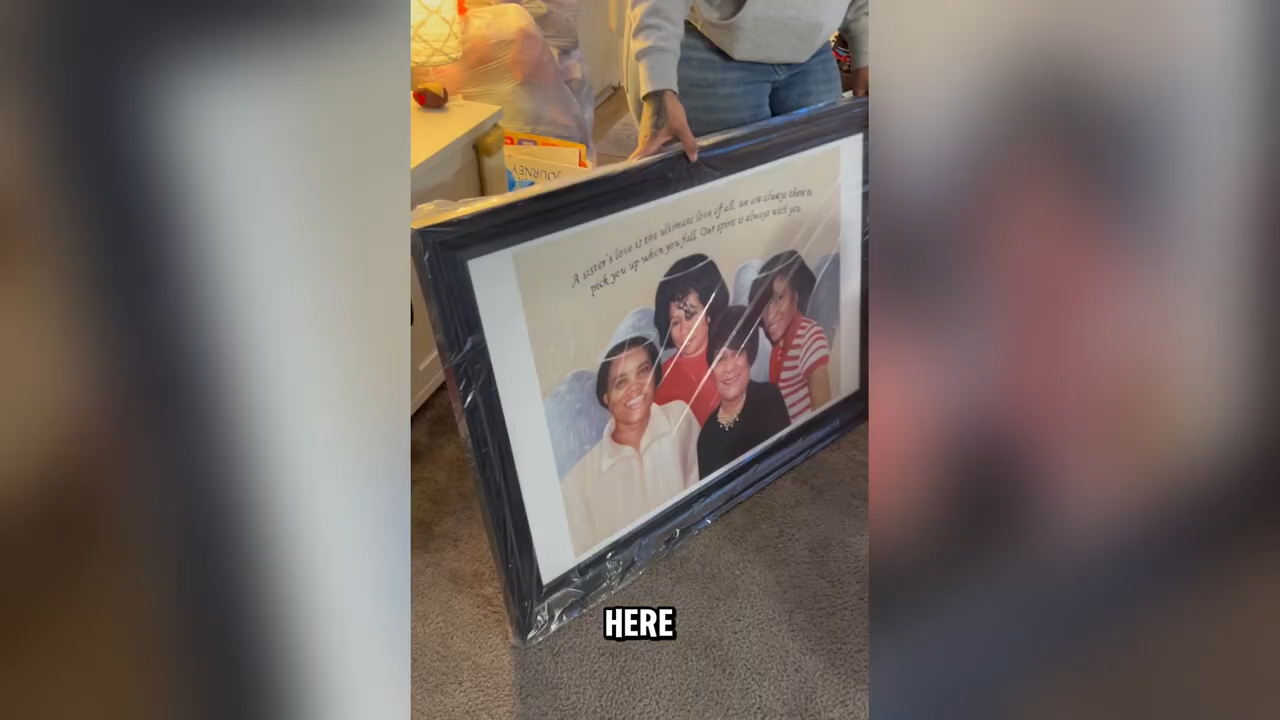 JOURNEY
A sister's love is the ultimate love of all, we are always there to
pick you up when you fall. Our spirit is always with you
HERE